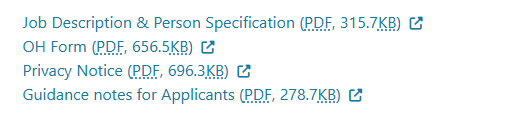 Job Description & Person Specification (PDF, 315.7KB)
OH Form (PDF, 656.5KB)
Privacy Notice (PDF, 696.3KB)
Guidance notes for Applicants (PDF, 278.7KB)